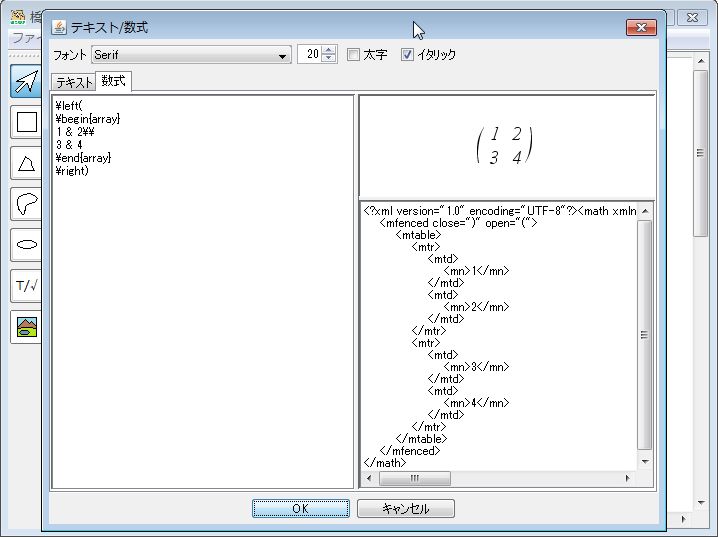 橋
テキスト/数式
ファイ
フォント Serif 20 太字 イタリック
テキスト 数式
¥left(
¥begin{array}
1 & 2¥¥
3 & 4
¥end{array}
¥right)
( 1 2
3 4 )
<?xml version="1.0" encoding="UTF-8"?><math xmln
<mfenced close=")" open="(">
<mtable>
<mtr>
<mtd>
<mn>1</mn>
</mtd>
<mtd>
<mn>2</mn>
</mtd>
</mtr>
<mtr>
<mtd>
<mn>3</mn>
</mtd>
<mtd>
<mn>4</mn>
</mtd>
</mtr>
</mtable>
</mfenced>
</math>
T/√
OK キャンセル